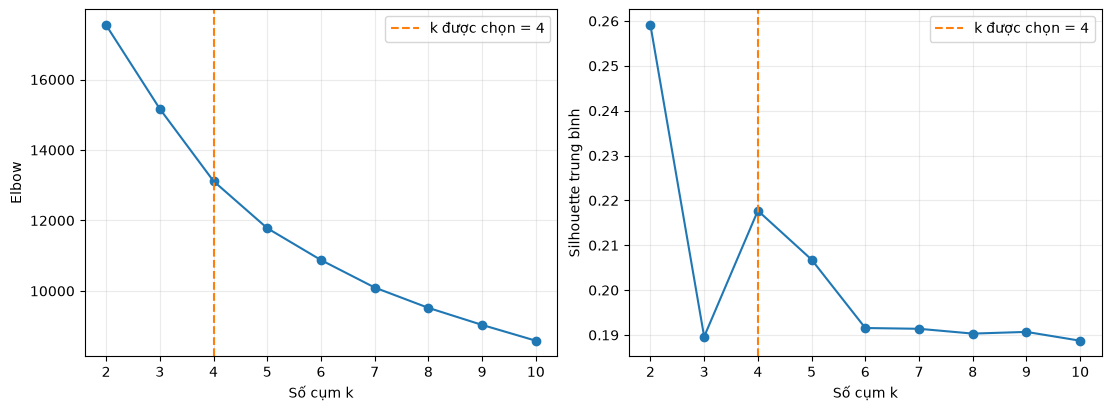 k được chọn = 4
16000
14000
12000
10000
Elbow
2 3 4 5 6 7 8 9 10
Số cụm k
k được chọn = 4
0.26
0.25
0.24
0.23
0.22
0.21
0.20
0.19
Silhouette trung bình
2 3 4 5 6 7 8 9 10
Số cụm k